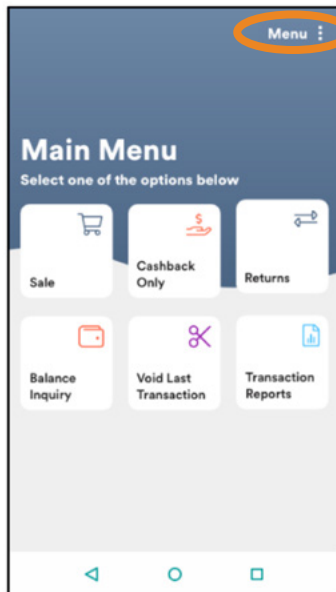 Menu
Main Menu
Select one of the options below
Sale
Cashback
Only
Returns
$
Balance
Inquiry
Void Last
Transaction
Transaction
Reports